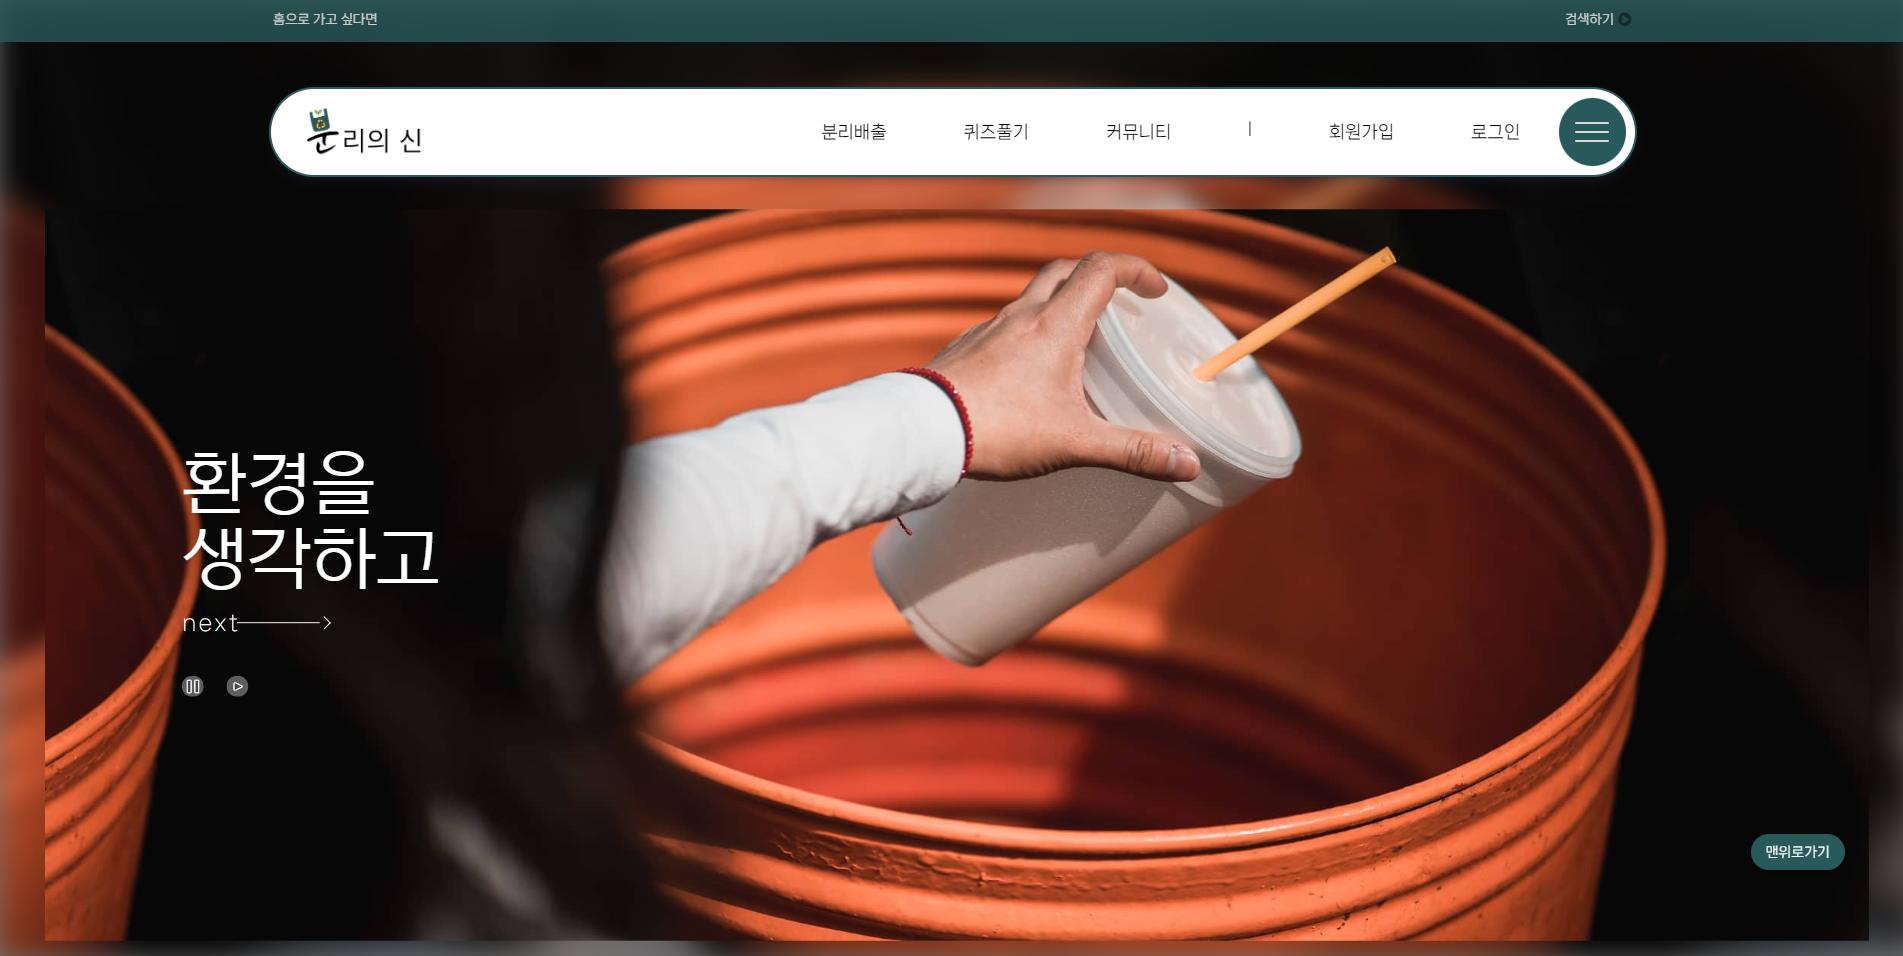 홈으로 가고 싶다면
검색하기
분리의 신
분리배출 퀴즈풀기 커뮤니티 | 회원가입 로그인
환경을
생각하고
next
맨위로가기